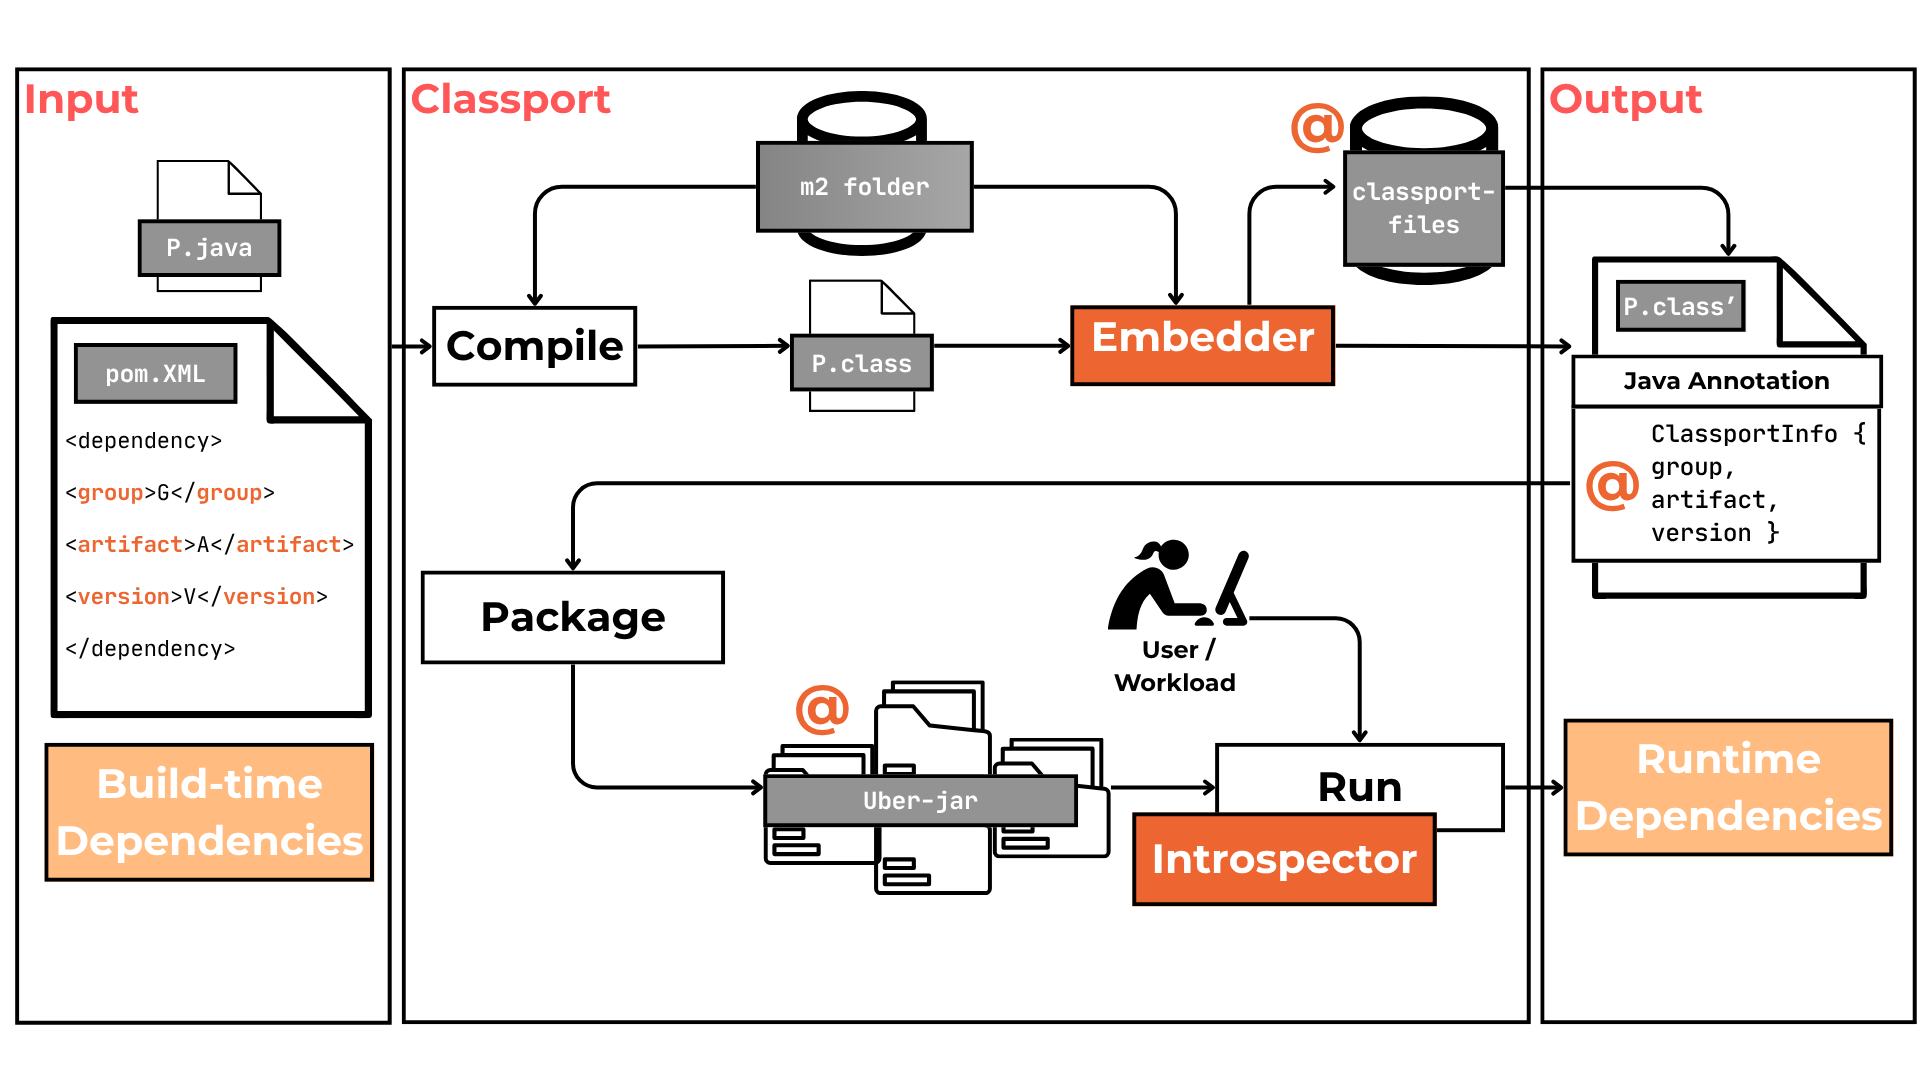 Input
P.java
pom.XML
<dependency>
<group>G</group>
<artifact>A</artifact>
<version>V</version>
</dependency>
Build-time
Dependencies
Classport
m2 folder
@
classport-
files
Compile
P.class
Embedder
Package
User /
Workload
@
Uber-jar
Run
Introspector
Output
P.class’
Java Annotation
@
ClassportInfo {
group,
artifact,
version }
Runtime
Dependencies